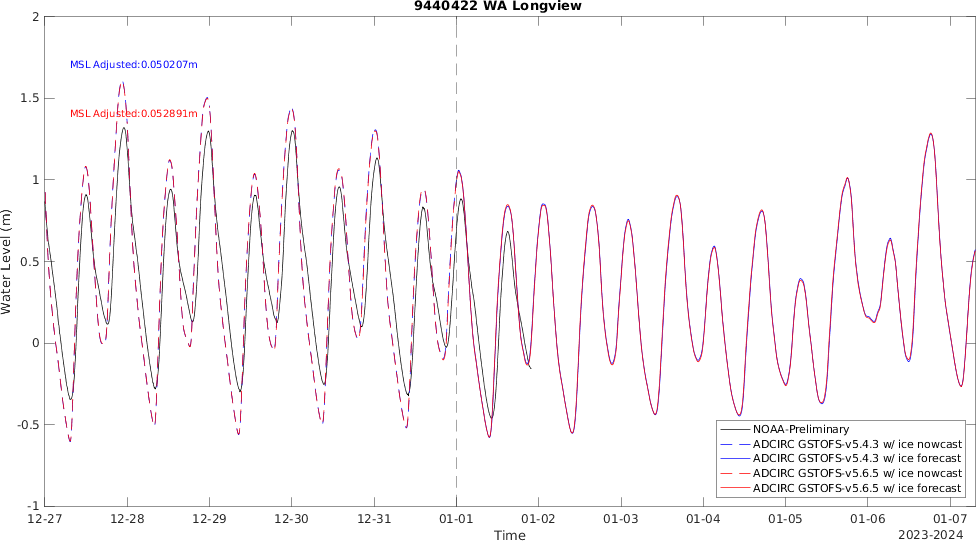 9440422 WA Longview
MSL Adjusted:0.050207m
MSL Adjusted:0.052891m
Water Level (m)
2
1.5
1
0.5
0
-0.5
-1
NOAA-Preliminary
ADCIRC GSTOFS-v5.4.3 w/ ice nowcast
ADCIRC GSTOFS-v5.4.3 w/ ice forecast
ADCIRC GSTOFS-v5.6.5 w/ ice nowcast
ADCIRC GSTOFS-v5.6.5 w/ ice forecast
12-27 12-28 12-29 12-30 12-31 01-01 01-02 01-03 01-04 01-05 01-06 01-07
Time
2023-2024